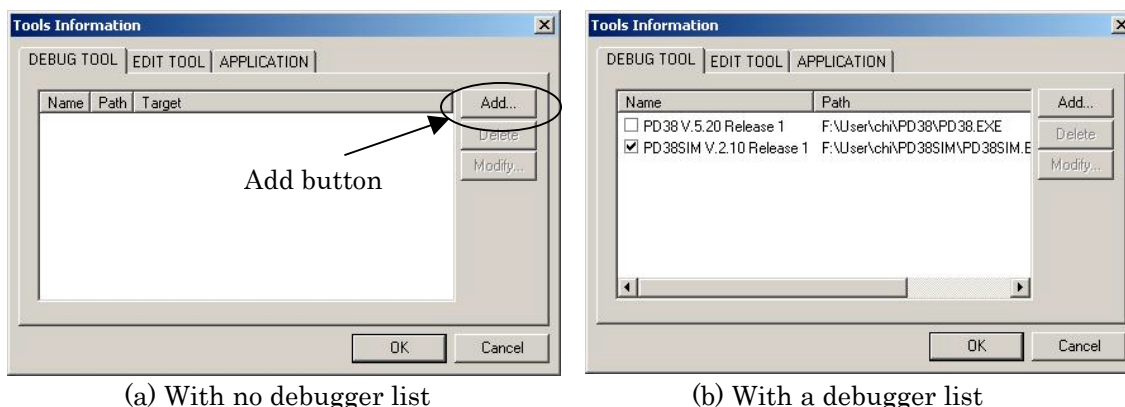 Tools Information
DEBUG TOOL EDIT TOOL APPLICATION
Name Path Target
Add...
Delete
Modify...
Add button
OK Cancel
(a) With no debugger list
Tools Information
DEBUG TOOL EDIT TOOL APPLICATION
Name Path
PD38 V.5.20 Release 1 F:\User\chi\PD38\PD38.EXE
PD38SIM V.2.10 Release 1 F:\User\chi\PD38SIM\PD38SIM.E
Add...
Delete
Modify...
OK Cancel
(b) With a debugger list